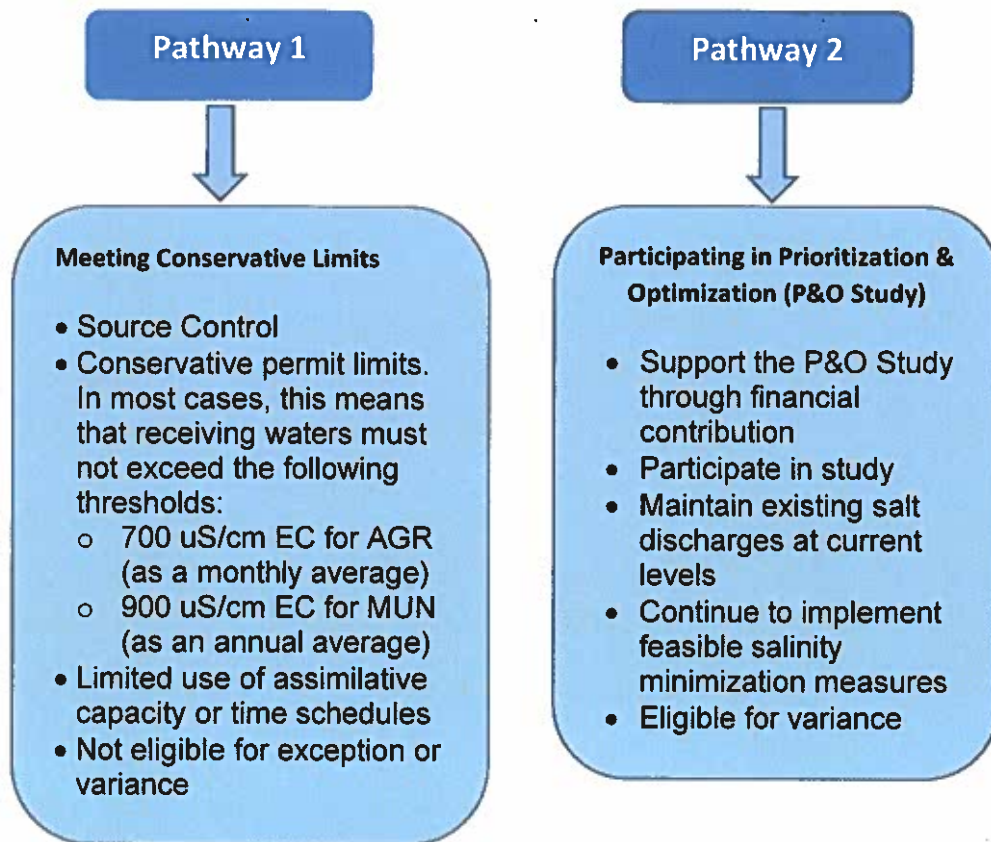 Pathway 1
Meeting Conservative Limits
• Source Control
• Conservative permit limits.
In most cases, this means
that receiving waters must
not exceed the following
thresholds:
o 700 uS/cm EC for AGR
(as a monthly average)
o 900 uS/cm EC for MUN
(as an annual average)
• Limited use of assimilative
capacity or time schedules
• Not eligible for exception or
variance
Pathway 2
Participating in Prioritization &
Optimization (P&O Study)
• Support the P&O Study
through financial
contribution
• Participate in study
• Maintain existing salt
discharges at current
levels
• Continue to implement
feasible salinity
minimization measures
• Eligible for variance